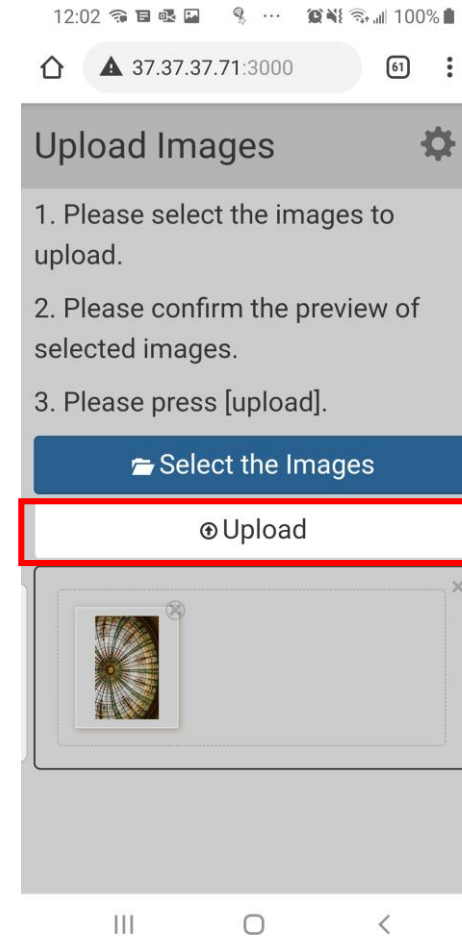 12:02 100%
37.37.37.71:3000 61
Upload Images
1. Please select the images to
upload.
2. Please confirm the preview of
selected images.
3. Please press [upload].
Select the Images
Upload